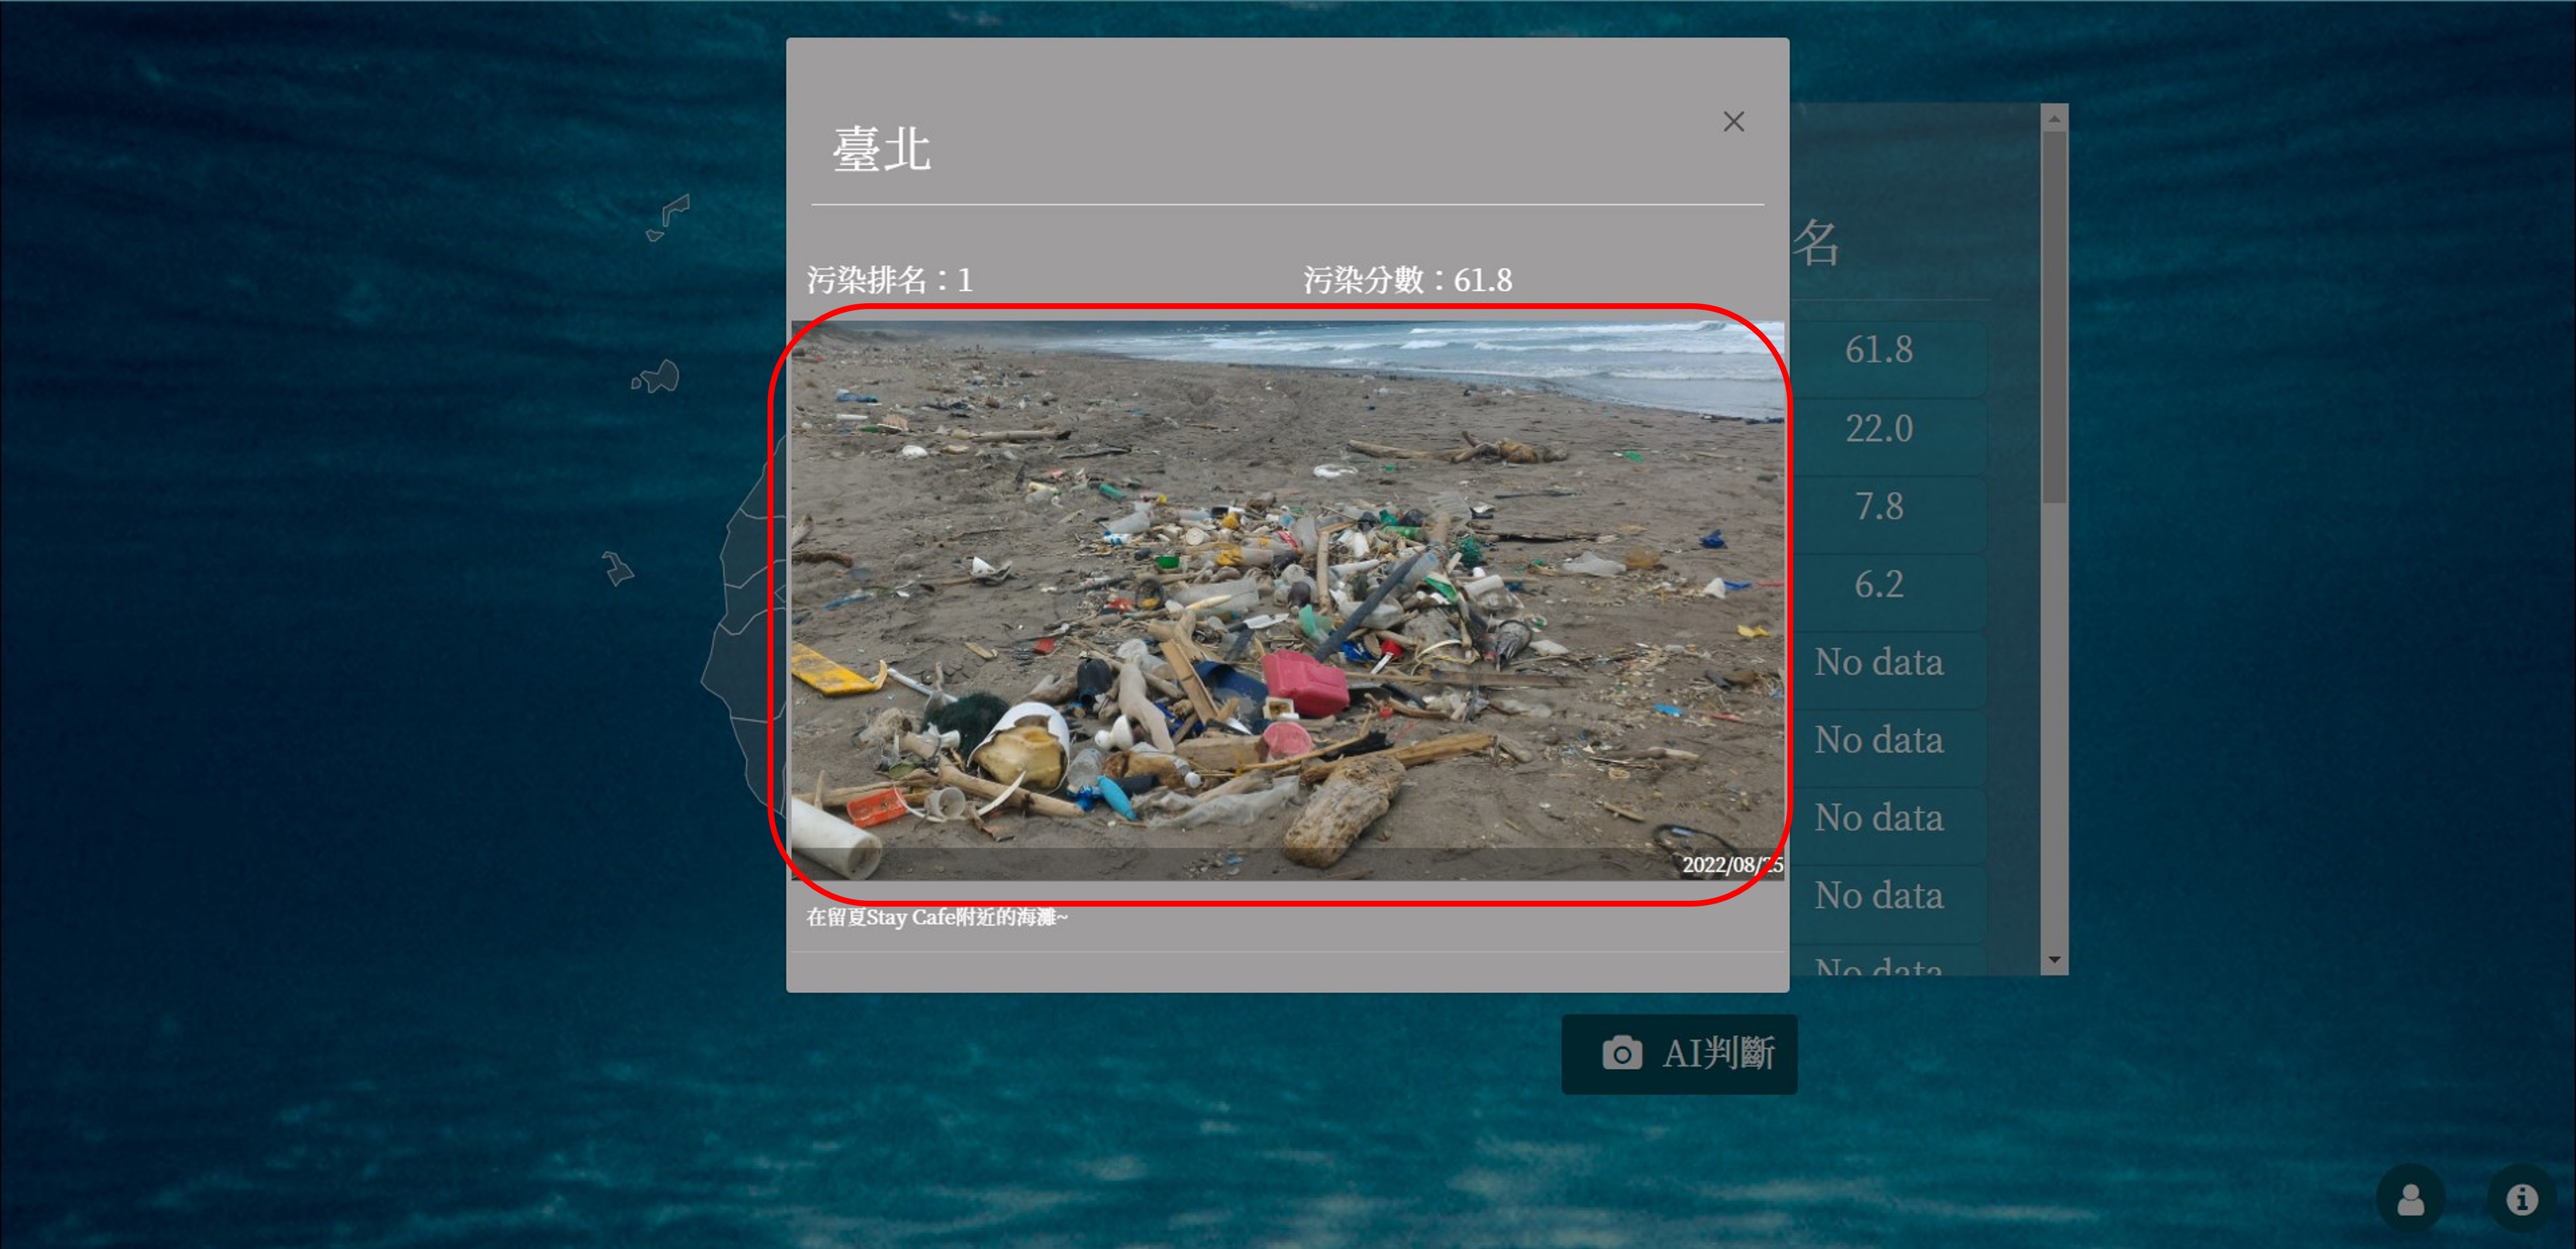 臺北
污染排名：1
污染分數：61.8
2022/08/25
在留夏Stay Cafe附近的海灘~
名
61.8
22.0
7.8
6.2
No data
No data
No data
No data
No data
AI判斷